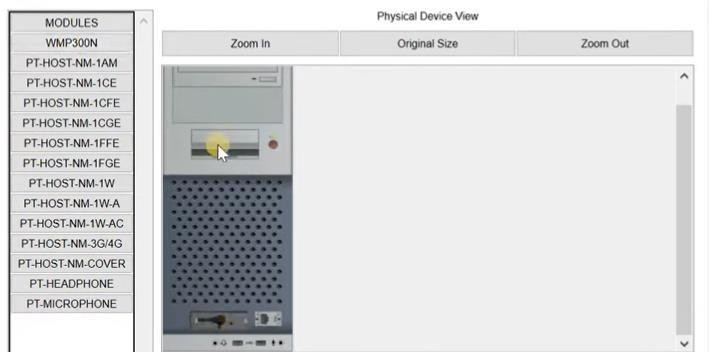 Physical Device View
MODULES
Zoom In
Original Size
Zoom Out
WMP300N
PT-HOST-NM-1AM
PT-HOST-NM-1CE
PT-HOST-NM-1CFE
PT-HOST-NM-1CGE
PT-HOST-NM-1FFE
PT-HOST-NM-1FGE
PT-HOST-NM-1W
PT-HOST-NM-1W-A
PT-HOST-NM-1W-AC
PT-HOST-NM-3G/4G
PT-HOST-NM-COVER
PT-HEADPHONE
PT-MICROPHONE